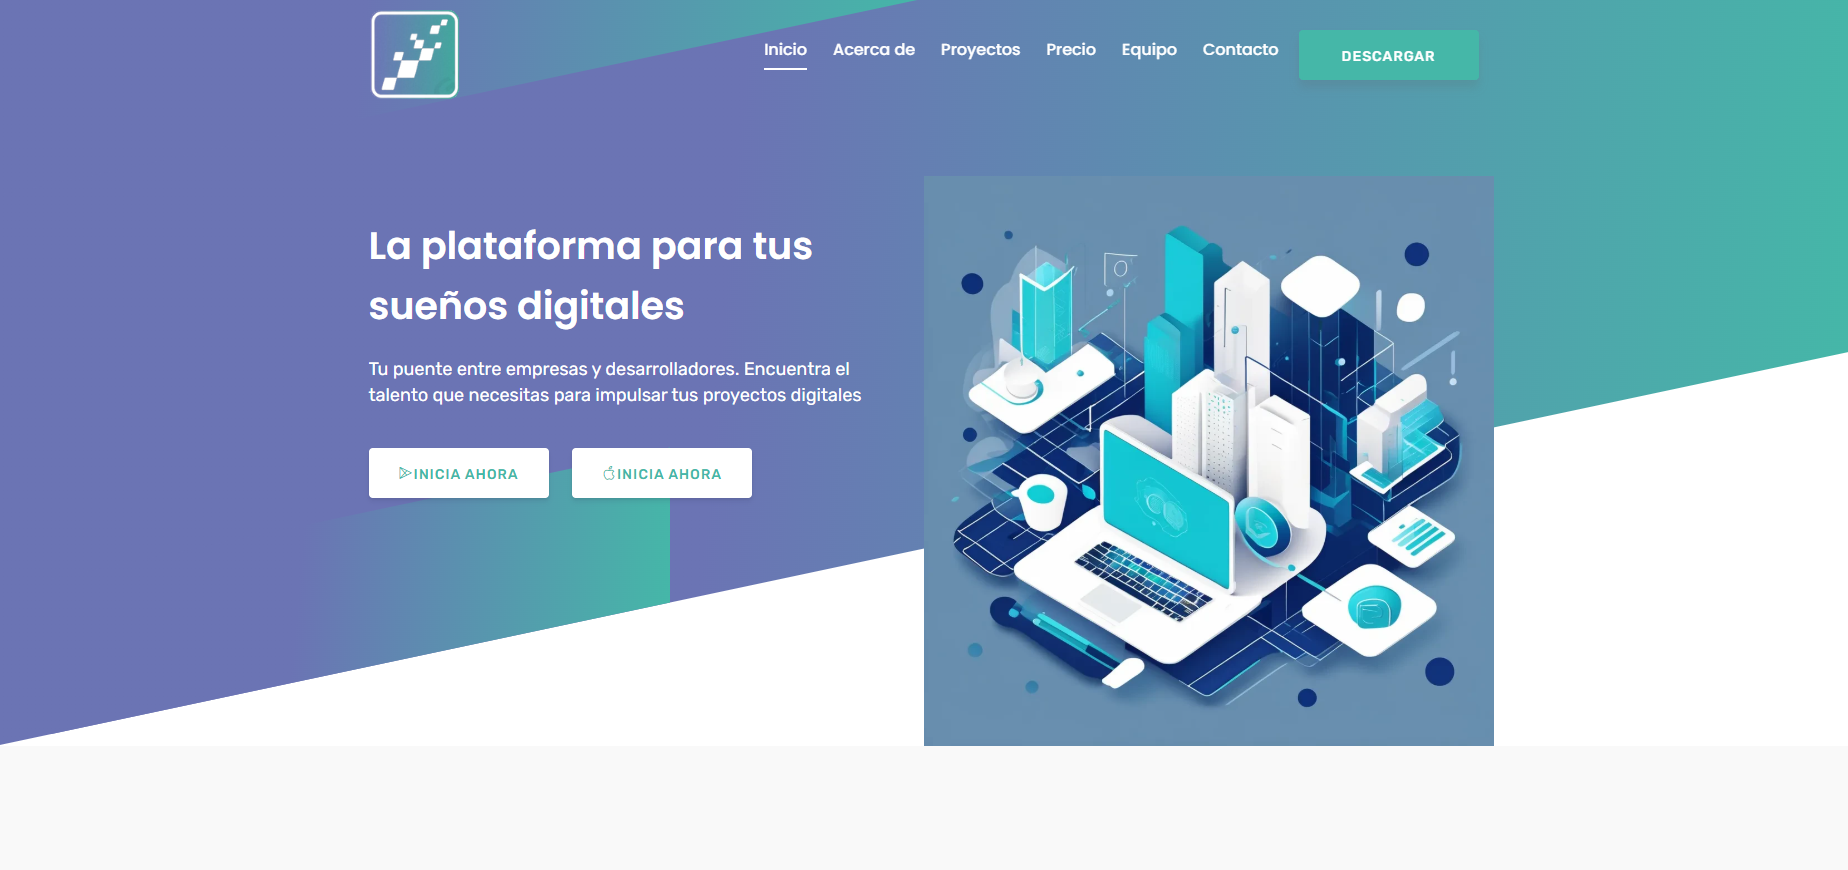 Inicio
Acerca de
Proyectos
Precio
Equipo
Contacto
DESCARGAR
La plataforma para tus
sueños digitales
Tu puente entre empresas y desarrolladores. Encuentra el
talento que necesitas para impulsar tus proyectos digitales
INICIA AHORA
INICIA AHORA